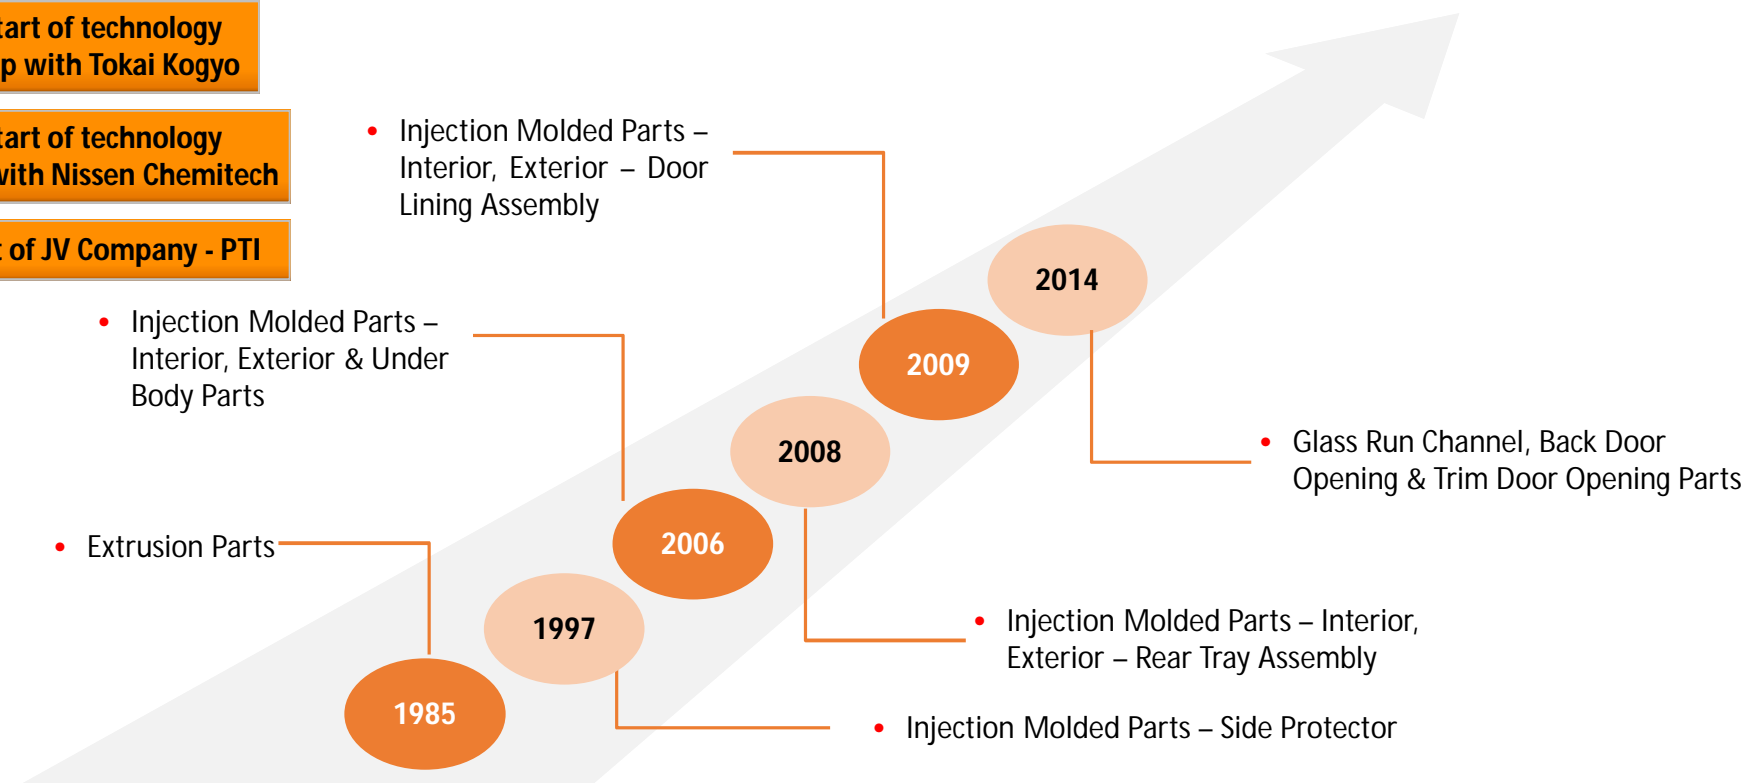 of technology
with Tokai Kogyo
of technology
with Nissen Chemitech
of JV Company - PTI
• Injection Molded Parts –
Interior, Exterior – Door
Lining Assembly
2014
• Injection Molded Parts –
Interior, Exterior & Under
Body Parts
2009
2008
• Glass Run Channel, Back Door
Opening & Trim Door Opening Parts
2006
• Extrusion Parts
1997
• Injection Molded Parts – Interior,
Exterior – Rear Tray Assembly
1985
• Injection Molded Parts – Side Protector